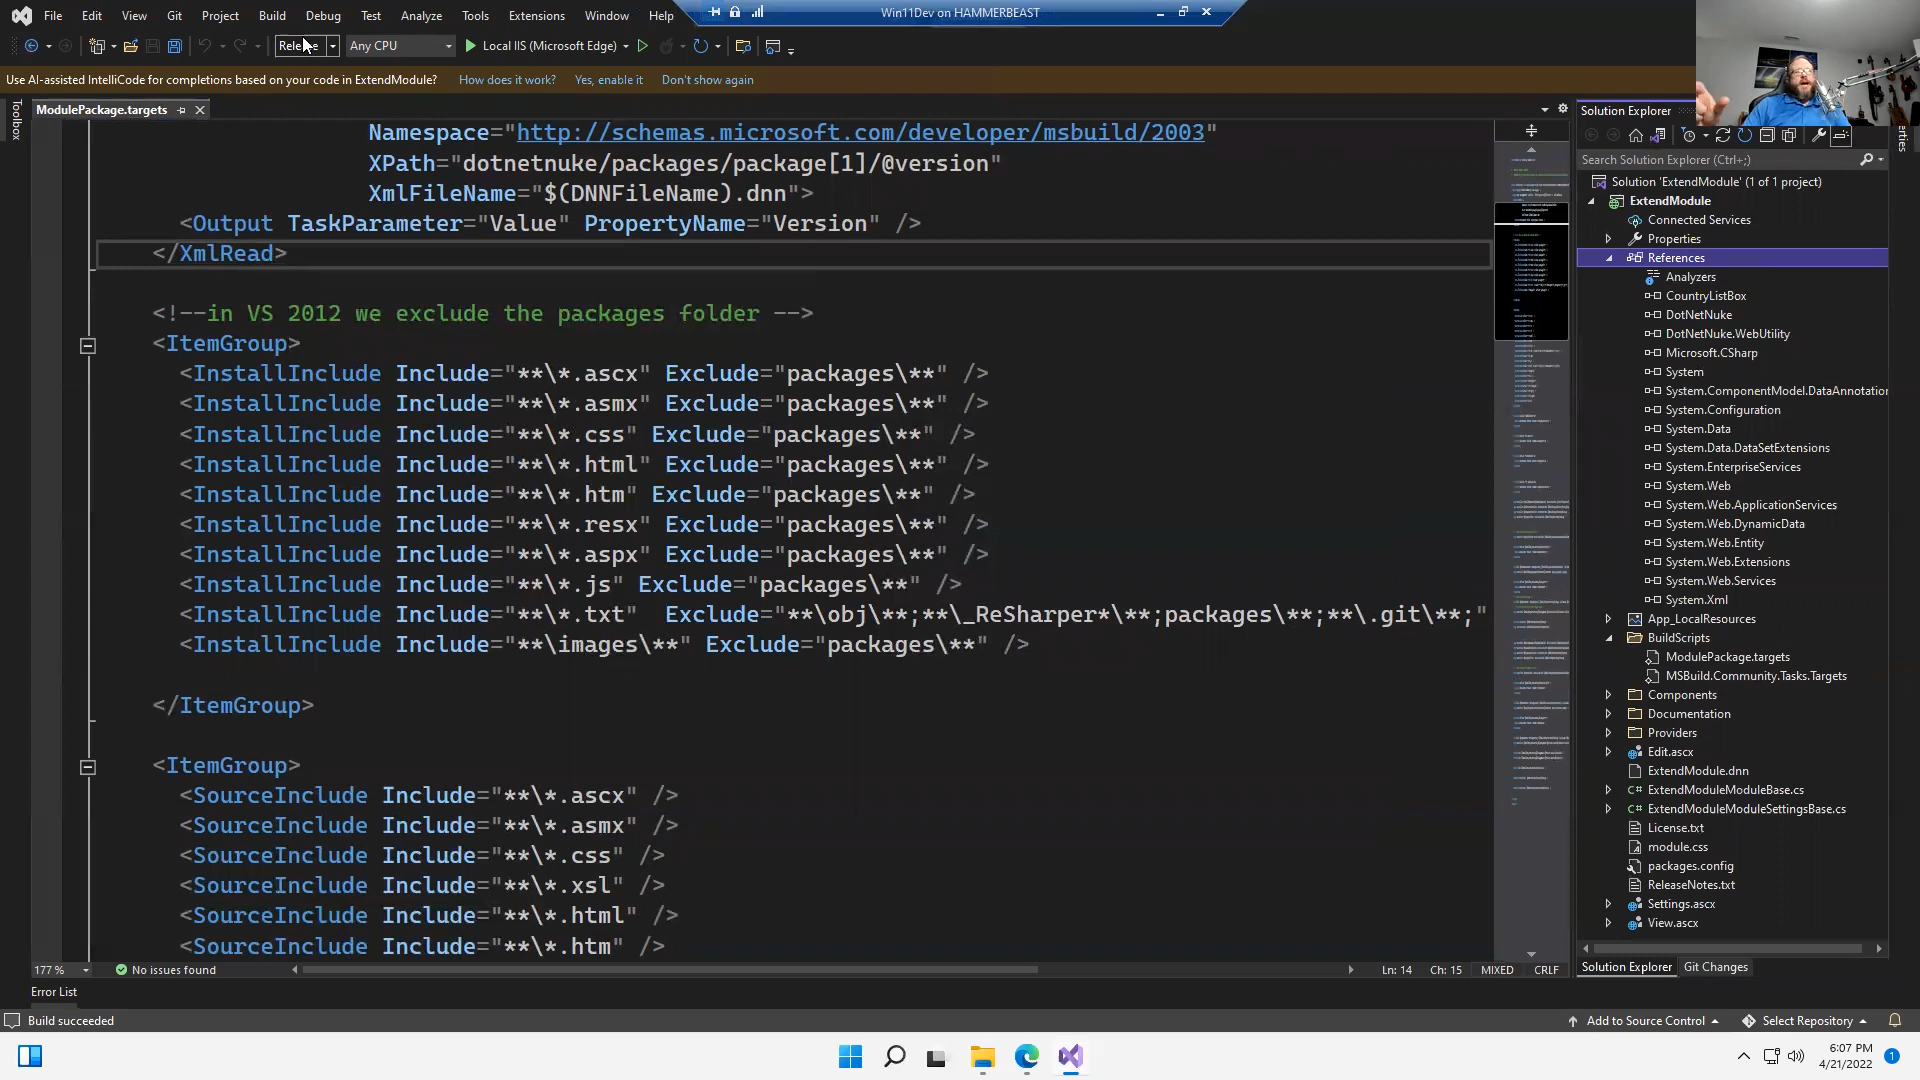 File Edit View Git Project Build Debug Test Analyze Tools Extensions Window Help
Win11Dev on HAMMERBEAST
Any CPU Local IIS (Microsoft Edge)
Use AI-assisted IntelliCode for completions based on your code in ExtendModule? How does it work? Yes, enable it Don't show again
Toolbox
ModulePackage.targets
Namespace="http://schemas.microsoft.com/developer/msbuild/2003"
XPath="dotnetnuke/packages/package[1]/@version"
XmlFileName="$(DNNFileName).dnn">
<Output TaskParameter="Value" PropertyName="Version" />
</XmlRead>
<!--in VS 2012 we exclude the packages folder -->
<ItemGroup>
<InstallInclude Include="**\*.ascx" Exclude="packages\**" />
<InstallInclude Include="**\*.asmx" Exclude="packages\**" />
<InstallInclude Include="**\*.css" Exclude="packages\**" />
<InstallInclude Include="**\*.html" Exclude="packages\**" />
<InstallInclude Include="**\*.htm" Exclude="packages\**" />
<InstallInclude Include="**\*.resx" Exclude="packages\**" />
<InstallInclude Include="**\*.aspx" Exclude="packages\**" />
<InstallInclude Include="**\*.js" Exclude="packages\**" />
<InstallInclude Include="**\*.txt"  Exclude="**\obj\**;**\_ReSharper*\**;packages\**;**\.git\**;"
<InstallInclude Include="**\images\**" Exclude="packages\**" />
</ItemGroup>
<ItemGroup>
<SourceInclude Include="**\*.ascx" />
<SourceInclude Include="**\*.asmx" />
<SourceInclude Include="**\*.css" />
<SourceInclude Include="**\*.xsl" />
<SourceInclude Include="**\*.html" />
<SourceInclude Include="**\*.htm" />
177 % No issues found Ln: 14 Ch: 15 MIXED CRLF
Error List
Build succeeded
Solution Explorer
Search Solution Explorer (Ctrl+;)
Solution 'ExtendModule' (1 of 1 project)
ExtendModule
Connected Services
Properties
References
Analyzers
CountryListBox
DotNetNuke
DotNetNuke.WebUtility
Microsoft.CSharp
System
System.ComponentModel.DataAnnotation
System.Configuration
System.Data
System.Data.DataSetExtensions
System.EnterpriseServices
System.Web
System.Web.ApplicationServices
System.Web.DynamicData
System.Web.Entity
System.Web.Extensions
System.Web.Services
System.Xml
App_LocalResources
BuildScripts
ModulePackage.targets
MSBuild.Community.Tasks.Targets
Components
Documentation
Providers
Edit.ascx
ExtendModule.dnn
C# ExtendModuleModuleBase.cs
C# ExtendModuleModuleSettingsBase.cs
License.txt
module.css
packages.config
ReleaseNotes.txt
Settings.ascx
View.ascx
Solution Explorer Git Changes
Add to Source Control Select Repository
6:07 PM
4/21/2022
1